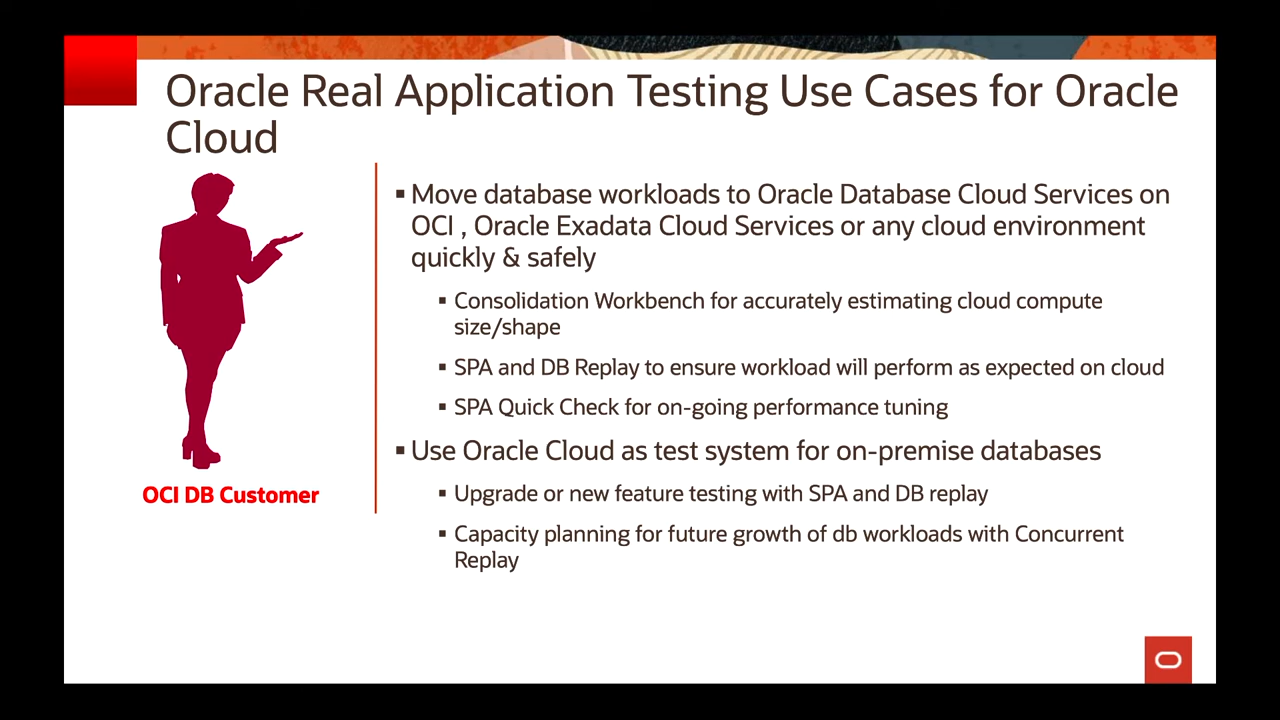 Oracle Real Application Testing Use Cases for Oracle
Cloud
▪ Move database workloads to Oracle Database Cloud Services on
OCI , Oracle Exadata Cloud Services or any cloud environment
quickly & safely
▪ Consolidation Workbench for accurately estimating cloud compute
size/shape
▪ SPA and DB Replay to ensure workload will perform as expected on cloud
▪ SPA Quick Check for on-going performance tuning
▪ Use Oracle Cloud as test system for on-premise databases
▪ Upgrade or new feature testing with SPA and DB replay
▪ Capacity planning for future growth of db workloads with Concurrent
Replay
OCI DB Customer